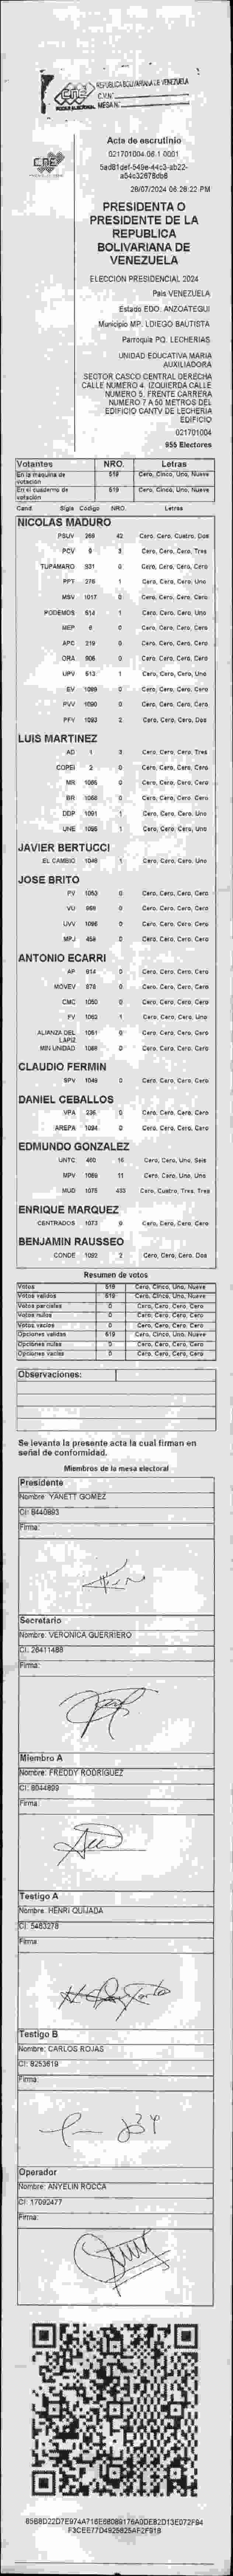 REPUBLICA BOLIVARIANA DE VENEZUELA
CNE
C.V.N°:
MESA N°:
Acta de escrutinio
021701004.06.1.0001
28/07/2024 06:28:22 PM
CNE
PRESIDENTA O
PRESIDENTE DE LA
REPUBLICA
BOLIVARIANA DE
VENEZUELA
ELECCION PRESIDENCIAL 2024
Pais VENEZUELA
Estado EDO. ANZOATEGUI
Municipio MP. LDIEGO BAUTISTA
Parroquia PQ. LECHERIAS
UNIDAD EDUCATIVA MARIA
AUXILIADORA
SECTOR CASCO CENTRAL DERECHA
CALLE NUMERO 4. IZQUIERDA CALLE
NUMERO 5. FRENTE CARRERA
NUMERO 7 A 50 METROS DEL
EDIFICIO CANTV DE LECHERIA
EDIFICIO
021701004
955 Electores
Votantes NRO. Letras
En la maquina de votación 519 Cero, Cinco, Uno, Nueve
En el cuaderno de votación 519 Cero, Cinco, Uno, Nueve
Cand. Sigla Código NRO. Letras
NICOLAS MADURO
PSUV 269 42 Cero, Cero, Cuatro, Dos
PCV 9 3 Cero, Cero, Cero, Tres
TUPAMARO 931 0 Cero, Cero, Cero, Cero
PPT 276 1 Cero, Cero, Cero, Uno
MSV 1017 0 Cero, Cero, Cero, Cero
PODEMOS 514 1 Cero, Cero, Cero, Uno
MEP 6 0 Cero, Cero, Cero, Cero
APC 219 0 Cero, Cero, Cero, Cero
ORA 906 0 Cero, Cero, Cero, Cero
UPV 513 1 Cero, Cero, Cero, Uno
EV 1089 0 Cero, Cero, Cero, Cero
PVV 1090 0 Cero, Cero, Cero, Cero
PFV 1093 2 Cero, Cero, Cero, Dos
LUIS MARTINEZ
AD 1 3 Cero, Cero, Cero, Tres
COPEI 2 0 Cero, Cero, Cero, Cero
MR 1086 0 Cero, Cero, Cero, Cero
BR 1068 0 Cero, Cero, Cero, Cero
DDP 1091 1 Cero, Cero, Cero, Uno
UNE 1095 1 Cero, Cero, Cero, Uno
JAVIER BERTUCCI
EL CAMBIO 1048 1 Cero, Cero, Cero, Uno
JOSE BRITO
PV 1053 0 Cero, Cero, Cero, Cero
VU 868 0 Cero, Cero, Cero, Cero
UVV 1096 0 Cero, Cero, Cero, Cero
MPJ 458 0 Cero, Cero, Cero, Cero
ANTONIO ECARRI
AP 914 0 Cero, Cero, Cero, Cero
MOVEV 878 0 Cero, Cero, Cero, Cero
CMC 1050 0 Cero, Cero, Cero, Cero
FV 1062 1 Cero, Cero, Cero, Uno
ALIANZA DEL LAPIZ 1051 0 Cero, Cero, Cero, Cero
MIN UNIDAD 1088 0 Cero, Cero, Cero, Cero
CLAUDIO FERMIN
SPV 1049 0 Cero, Cero, Cero, Cero
DANIEL CEBALLOS
VPA 236 0 Cero, Cero, Cero, Cero
AREPA 1094 0 Cero, Cero, Cero, Cero
EDMUNDO GONZALEZ
UNTC 460 16 Cero, Cero, Uno, Seis
MPV 1069 11 Cero, Cero, Uno, Uno
MUD 1075 433 Cero, Cuatro, Tres, Tres
ENRIQUE MARQUEZ
CENTRADOS 1073 0 Cero, Cero, Cero, Cero
BENJAMIN RAUSSEO
CONDE 1092 2 Cero, Cero, Cero, Dos
Resumen de votos
Votos 519 Cero, Cinco, Uno, Nueve
Votos validos 519 Cero, Cinco, Uno, Nueve
Votos parciales 0 Cero, Cero, Cero, Cero
Votos nulos 0 Cero, Cero, Cero, Cero
Votos vacios 0 Cero, Cero, Cero, Cero
Opciones validas 519 Cero, Cinco, Uno, Nueve
Opciones nulas 0 Cero, Cero, Cero, Cero
Opciones vacias 0 Cero, Cero, Cero, Cero
Observaciones:
Se levanta la presente acta la cual firman en
señal de conformidad.
Miembros de la mesa electoral
Presidente
Nombre: YANETT GOMEZ
CI: 8440893
Firma:
Secretario
Nombre: VERONICA GUERRIERO
CI: 26411488
Firma:
Miembro A
Nombre: FREDDY RODRIGUEZ
CI: 8044899
Firma:
Testigo A
Nombre: HENRI QUIJADA
CI: 5483278
Firma:
Testigo B
Nombre: CARLOS ROJAS
CI: 8253619
Firma:
Operador
Nombre: ANYELIN ROCCA
CI: 17092477
Firma: